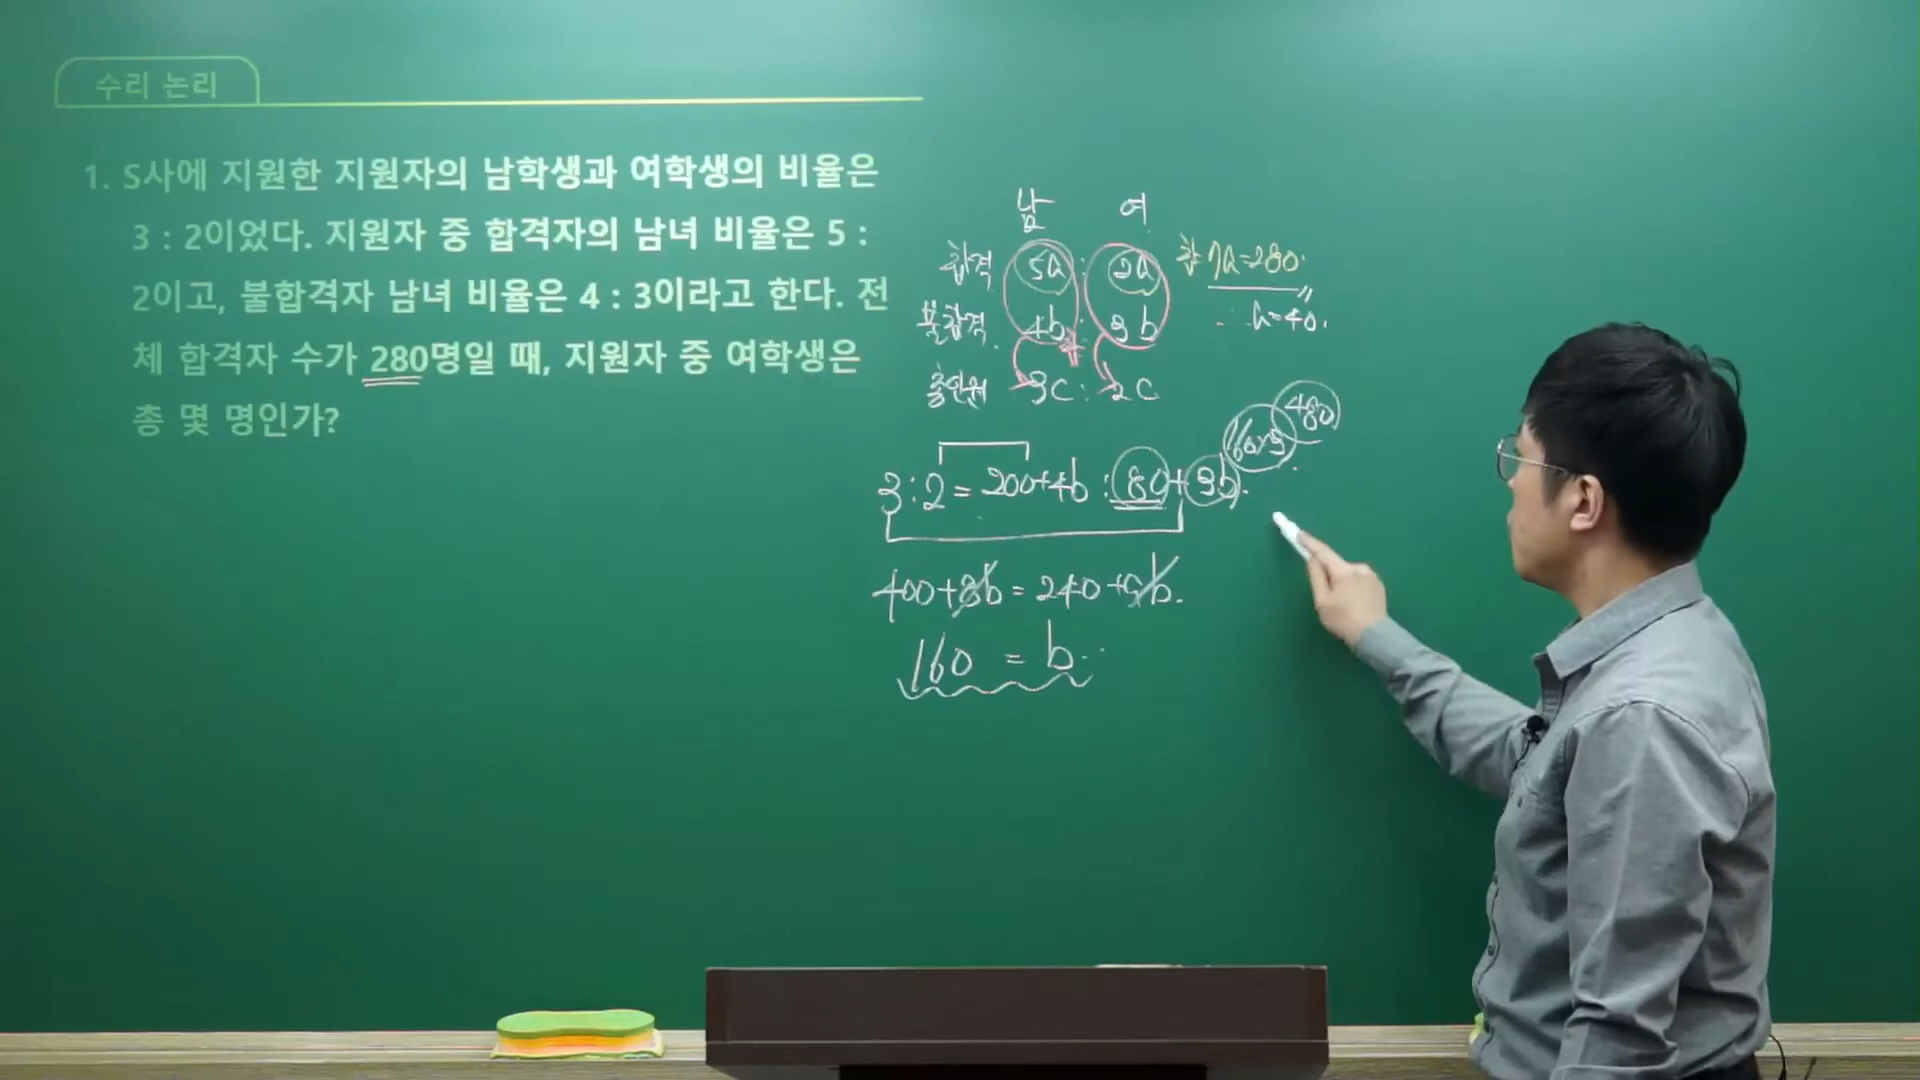 수리 논리
1. S사에 지원한 지원자의 남학생과 여학생의 비율은
3 : 2이었다. 지원자 중 합격자의 남녀 비율은 5 :
2이고, 불합격자 남녀 비율은 4 : 3이라고 한다. 전
체 합격자 수가 280명일 때, 지원자 중 여학생은
총 몇 명인가?
남 여
합격 5a : 2a 합 7a=280.
불합격 4b : 3b ∴ a=40.
총인원 3C : 2C
480
160×3
3:2 = 200+4b : 80+3b.
400+8b = 240+9b.
160 = b